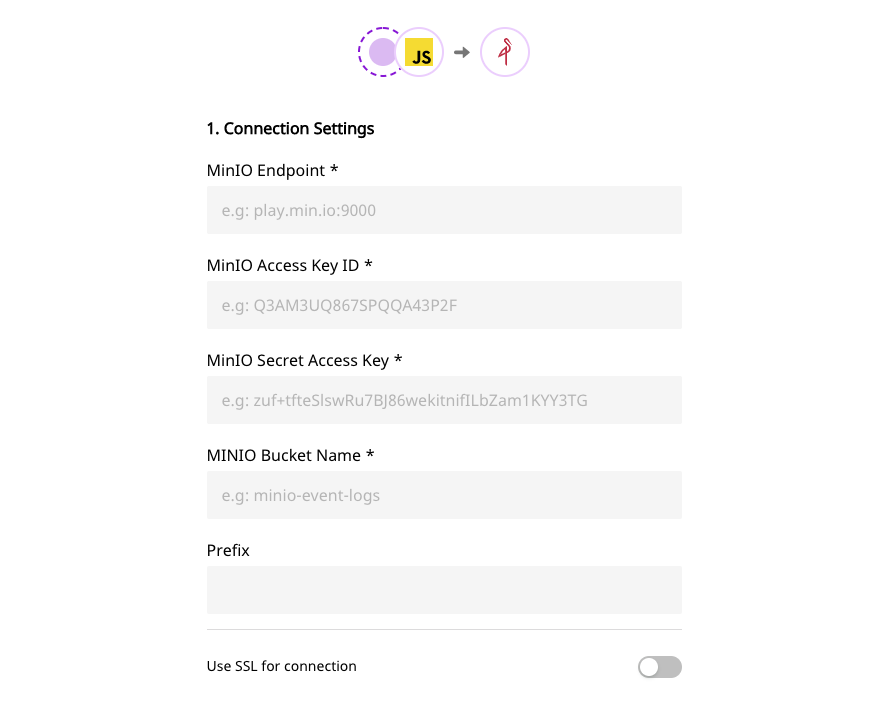 JS
1. Connection Settings
MinIO Endpoint *
e.g: play.min.io:9000
MinIO Access Key ID *
e.g: Q3AM3UQ867SPQQA43P2F
MinIO Secret Access Key *
e.g: zuf+tfteSlswRu7BJ86wekitnifILbZam1KYY3TG
MINIO Bucket Name *
e.g: minio-event-logs
Prefix
Use SSL for connection